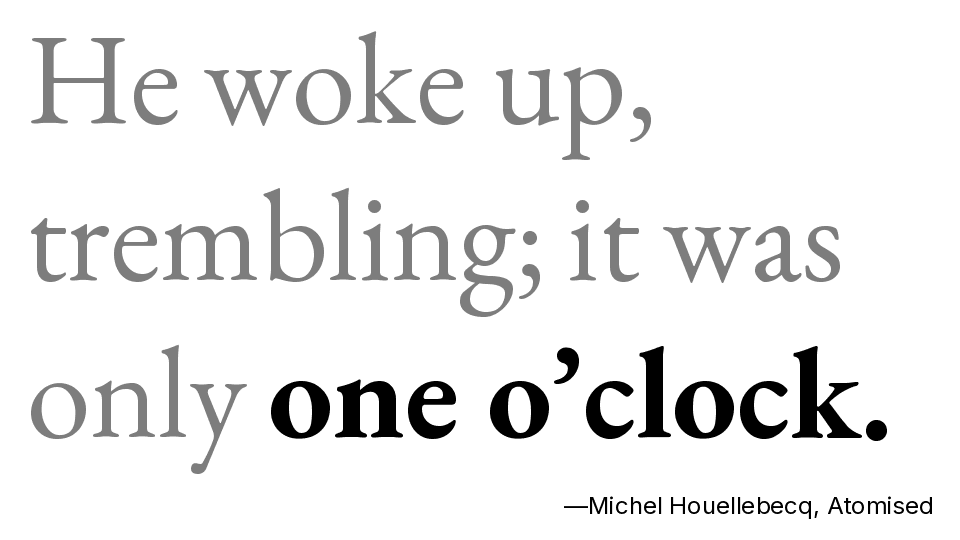 He woke up,
trembling; it was
only one o’clock.
—Michel Houellebecq, Atomised